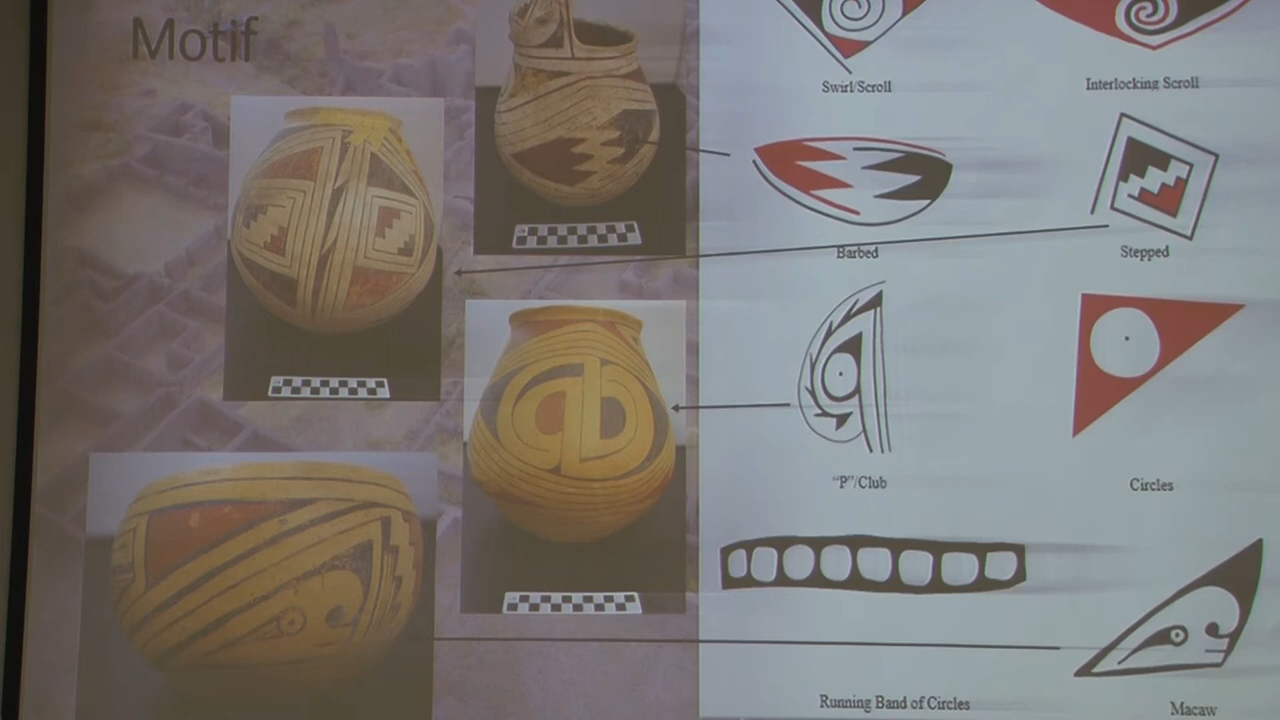 Motif
Swirl/Scroll
Interlocking Scroll
Barbed
Stepped
“P”/Club
Circles
Running Band of Circles
Macaw